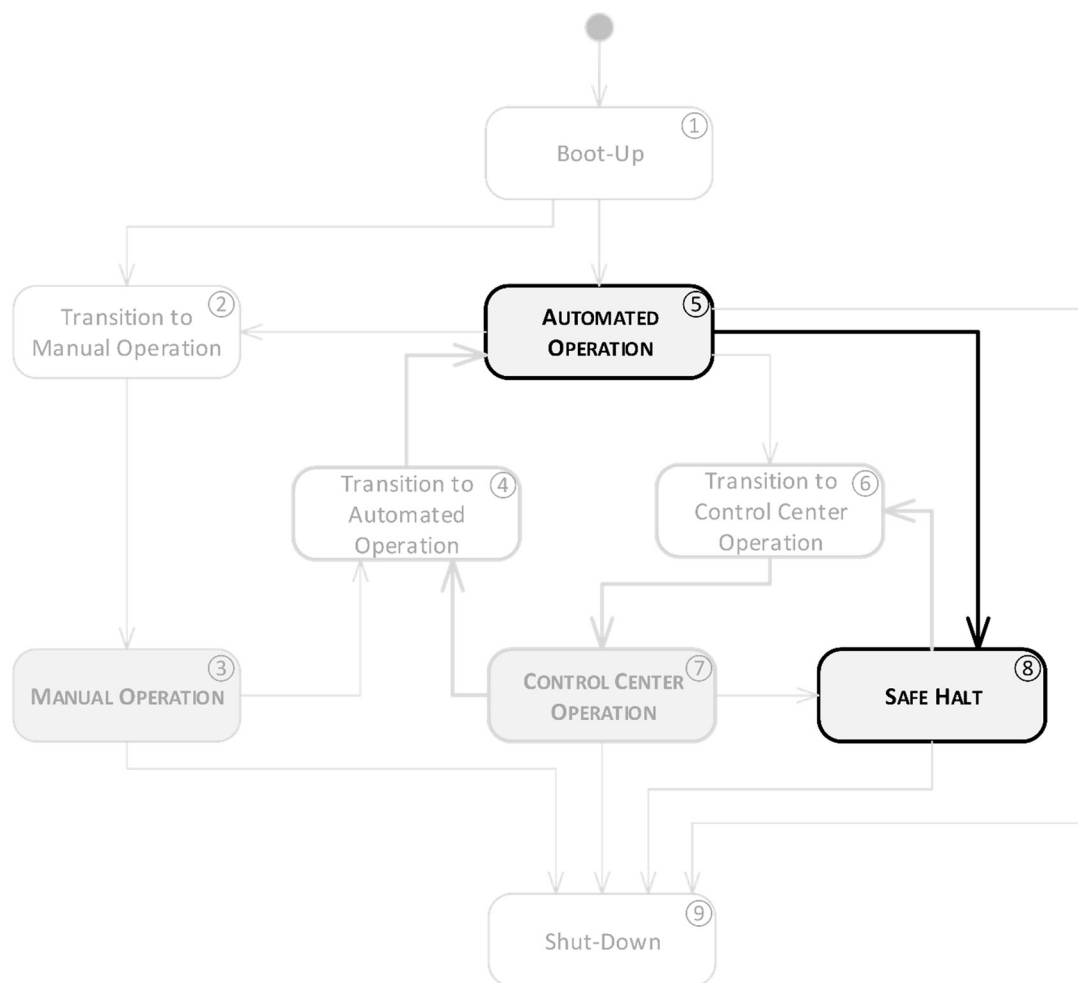 ①
Boot-Up
②
Transition to
Manual Operation
⑤
AUTOMATED
OPERATION
④
Transition to
Automated
Operation
⑥
Transition to
Control Center
Operation
③
MANUAL OPERATION
⑦
CONTROL CENTER
OPERATION
⑧
SAFE HALT
⑨
Shut-Down